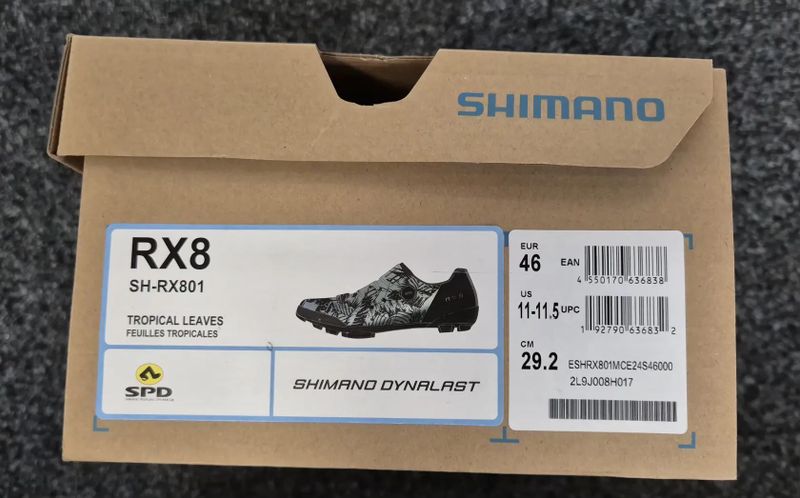 SHIMANO
RX8
SH-RX801
TROPICAL LEAVES
FEUILLES TROPICALES
SPD
SHIMANO DYNALAST
EUR
46
EAN
4 550170 636838
US
11-11.5
UPC
1 92790 63683 2
CM
29.2
ESHRX801MCE24S46000
2L9J008H017